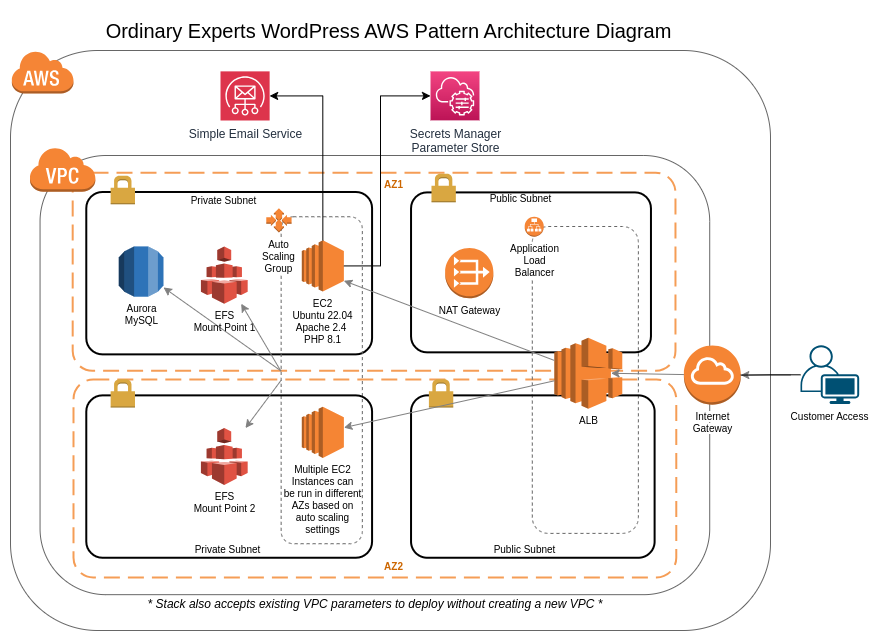 Ordinary Experts WordPress AWS Pattern Architecture Diagram
AWS
Simple Email Service
Secrets Manager
Parameter Store
VPC
AZ1
Private Subnet
Public Subnet
Auto
Scaling
Group
Application
Load
Balancer
Aurora
MySQL
EFS
Mount Point 1
EC2
Ubuntu 22.04
Apache 2.4
PHP 8.1
NAT Gateway
ALB
Internet
Gateway
Customer Access
EFS
Mount Point 2
Multiple EC2
Instances can
be run in different
AZs based on
auto scaling
settings
Private Subnet
Public Subnet
AZ2
* Stack also accepts existing VPC parameters to deploy without creating a new VPC *